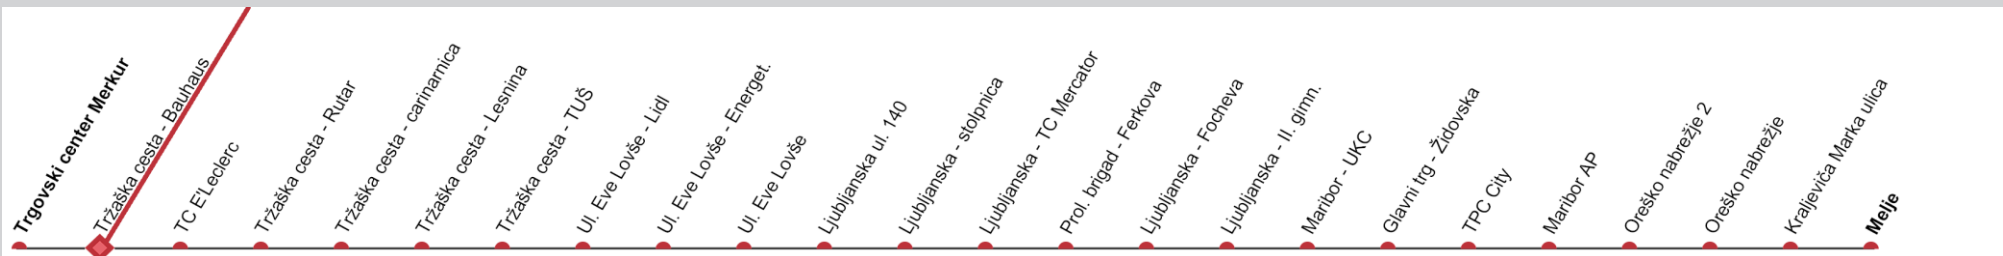 Trgovski center Merkur
Tržaška cesta - Bauhaus
TC E'Leclerc
Tržaška cesta - Rutar
Tržaška cesta - carinarnica
Tržaška cesta - Lesnina
Tržaška cesta - TUŠ
Ul. Eve Lovše - Lidl
Ul. Eve Lovše - Energet.
Ul. Eve Lovše
Ljubljanska ul. 140
Ljubljanska - stolpnica
Ljubljanska - TC Mercator
Prol. brigad - Ferkova
Ljubljanska - Focheva
Ljubljanska - II. gimn.
Maribor - UKC
Glavni trg - Židovska
TPC City
Maribor AP
Oreško nabrežje 2
Oreško nabrežje
Kraljeviča Marka ulica
Melje